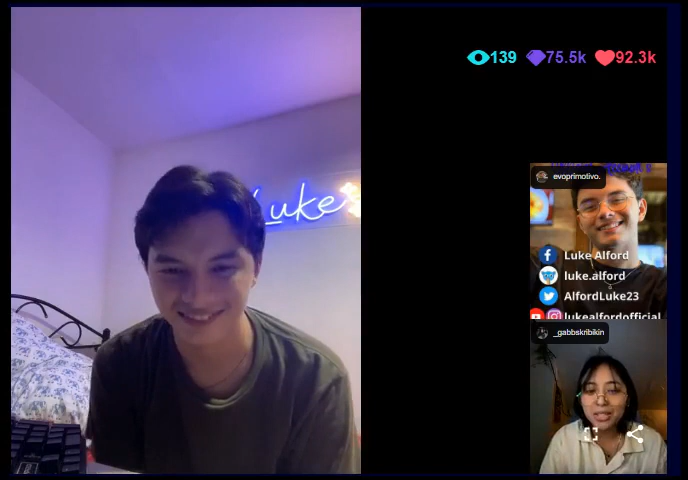 139 75.5k 92.3k
Luke
evoprimotivo.
Luke Alford
luke.alford
AlfordLuke23
lukealfordofficial
_gabbskribikin